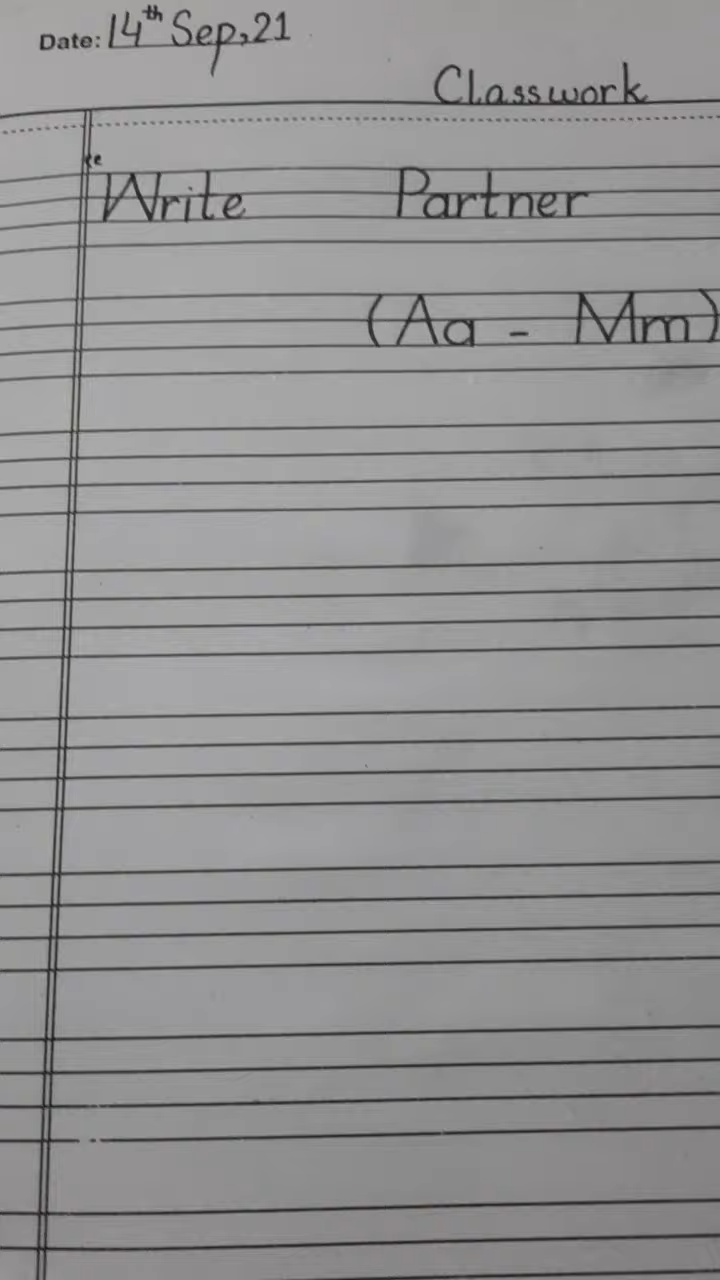 Date: 14th Sep, 21
Classwork
Write Partner
(Aa - Mm)